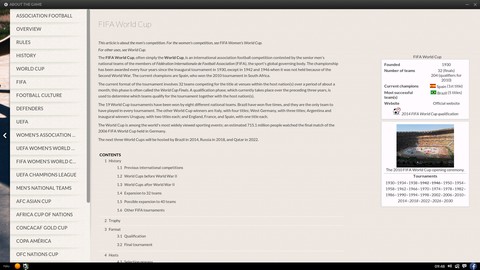 ABOUT THE GAME
ASSOCIATION FOOTBALL
OVERVIEW
RULES
HISTORY
WORLD CUP
FIFA
FOOTBALL CULTURE
DEFENDERS
UEFA
WOMEN'S ASSOCIATION ...
UEFA WOMEN'S WORLD ...
FIFA WOMEN'S WORLD C...
UEFA CHAMPIONS LEAGUE
MEN'S NATIONAL TEAMS
AFC ASIAN CUP
AFRICA CUP OF NATIONS
CONCACAF GOLD CUP
COPA AMÉRICA
OFC NATIONS CUP
FIFA World Cup
This article is about the men's competition. For the women's competition, see FIFA Women's World Cup.
For other uses, see World Cup.
The FIFA World Cup, often simply the World Cup, is an international association football competition contested by the senior men's
national teams of the members of Fédération Internationale de Football Association (FIFA), the sport's global governing body. The championship
has been awarded every four years since the inaugural tournament in 1930, except in 1942 and 1946 when it was not held because of the
Second World War. The current champions are Spain, who won the 2010 tournament in South Africa.
The current format of the tournament involves 32 teams competing for the title at venues within the host nation(s) over a period of about a
month; this phase is often called the World Cup Finals. A qualification phase, which currently takes place over the preceding three years, is
used to determine which teams qualify for the tournament together with the host nation(s).
The 19 World Cup tournaments have been won by eight different national teams. Brazil have won five times, and they are the only team to
have played in every tournament. The other World Cup winners are Italy, with four titles; West Germany, with three titles; Argentina and
inaugural winners Uruguay, with two titles each; and England, France, and Spain, with one title each.
The World Cup is among the world's most widely viewed sporting events; an estimated 715.1 million people watched the final match of the
2006 FIFA World Cup held in Germany.
The next three World Cups will be hosted by Brazil in 2014, Russia in 2018, and Qatar in 2022.
CONTENTS
1 History
1.1 Previous international competitions
1.2 World Cups before World War II
1.3 World Cups after World War II
1.4 Expansion to 32 teams
1.5 Possible expansion to 40 teams
1.6 Other FIFA tournaments
2 Trophy
3 Format
3.1 Qualification
3.2 Final tournament
4 Hosts
FIFA World Cup
Founded 1930
Number of teams 32 (finals)
204 (qualifiers for 2010)
Current champions Spain (1st title)
Most successful team(s) Brazil (5 titles)
Website Official website
2014 FIFA World Cup qualification
The 2010 FIFA World Cup opening ceremony
Tournaments
1930 · 1934 · 1938 · 1942 · 1946 · 1950 · 1954 ·
1958 · 1962 · 1966 · 1970 · 1974 · 1978 · 1982 ·
1986 · 1990 · 1994 · 1998 · 2002 · 2006 · 2010 ·
2014 · 2018 · 2022 · 2026 · 2030